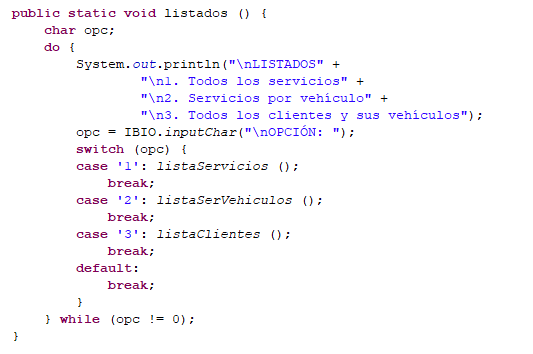 public static void listados () {
char opc;
do {
System.out.println("\nLISTADOS" +
"\n1. Todos los servicios" +
"\n2. Servicios por vehículo" +
"\n3. Todos los clientes y sus vehículos");
opc = IBIO.inputChar("\nOPCIÓN: ");
switch (opc) {
case '1': listaServicios ();
break;
case '2': listaSerVehiculos ();
break;
case '3': listaClientes ();
break;
default:
break;
}
} while (opc != 0);
}